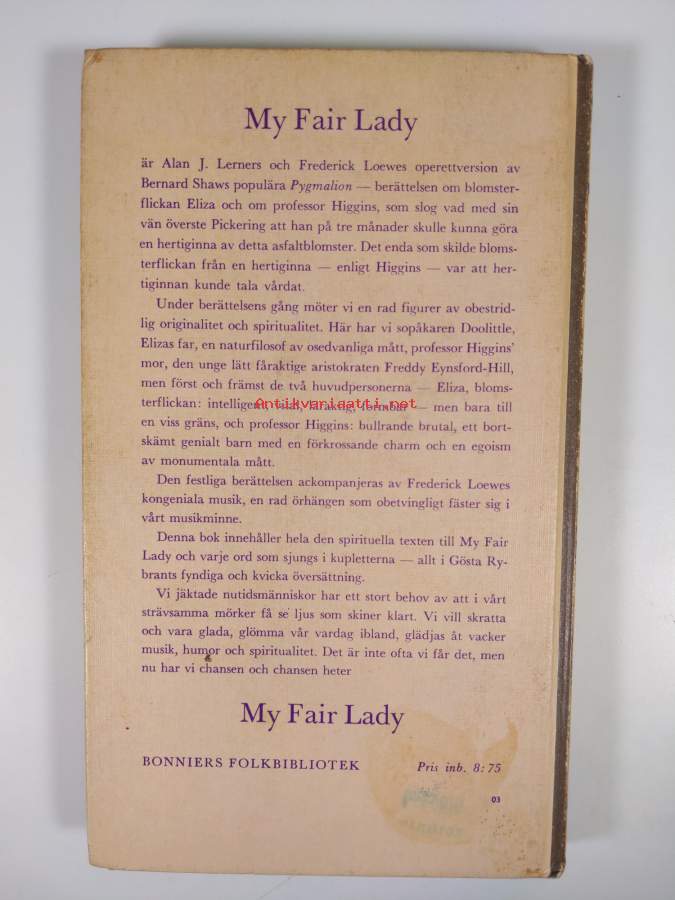 My Fair Lady
är Alan J. Lerners och Frederick Loewes operettversion av
Bernard Shaws populära Pygmalion — berättelsen om blomster-
flickan Eliza och om professor Higgins, som slog vad med sin
vän överste Pickering att han på tre månader skulle kunna göra
en hertiginna av detta asfaltblomster. Det enda som skilde bloms-
terflickan från en hertiginna — enligt Higgins — var att her-
tiginnan kunde tala vårdat.
Under berättelsens gång möter vi en rad figurer av obestrid-
lig originalitet och spiritualitet. Här har vi sopåkaren Doolittle,
Elizas far, en naturfilosof av osedvanliga mått, professor Higgins'
mor, den unge lätt fåraktige aristokraten Freddy Eynsford-Hill,
men först och främst de två huvudpersonerna — Eliza, bloms-
Antikvariaatti.net
terflickan: intelligent, vital, läraktig, formbar — men bara till
en viss gräns, och professor Higgins: bullrande brutal, ett bort-
skämt genialt barn med en förkrossande charm och en egoism
av monumentala mått.
Den festliga berättelsen ackompanjeras av Frederick Loewes
kongeniala musik, en rad örhängen som obetvingligt fäster sig i
vårt musikminne.
Denna bok innehåller hela den spirituella texten till My Fair
Lady och varje ord som sjungs i kupletterna — allt i Gösta Ry-
brants fyndiga och kvicka översättning.
Vi jäktade nutidsmänniskor har ett stort behov av att i vårt
strävsamma mörker få se ljus som skiner klart. Vi vill skratta
och vara glada, glömma vår vardag ibland, glädjas åt vacker
musik, humor och spiritualitet. Det är inte ofta vi får det, men
nu har vi chansen och chansen heter
My Fair Lady
BONNIERS FOLKBIBLIOTEK Pris inb. 8:75
03